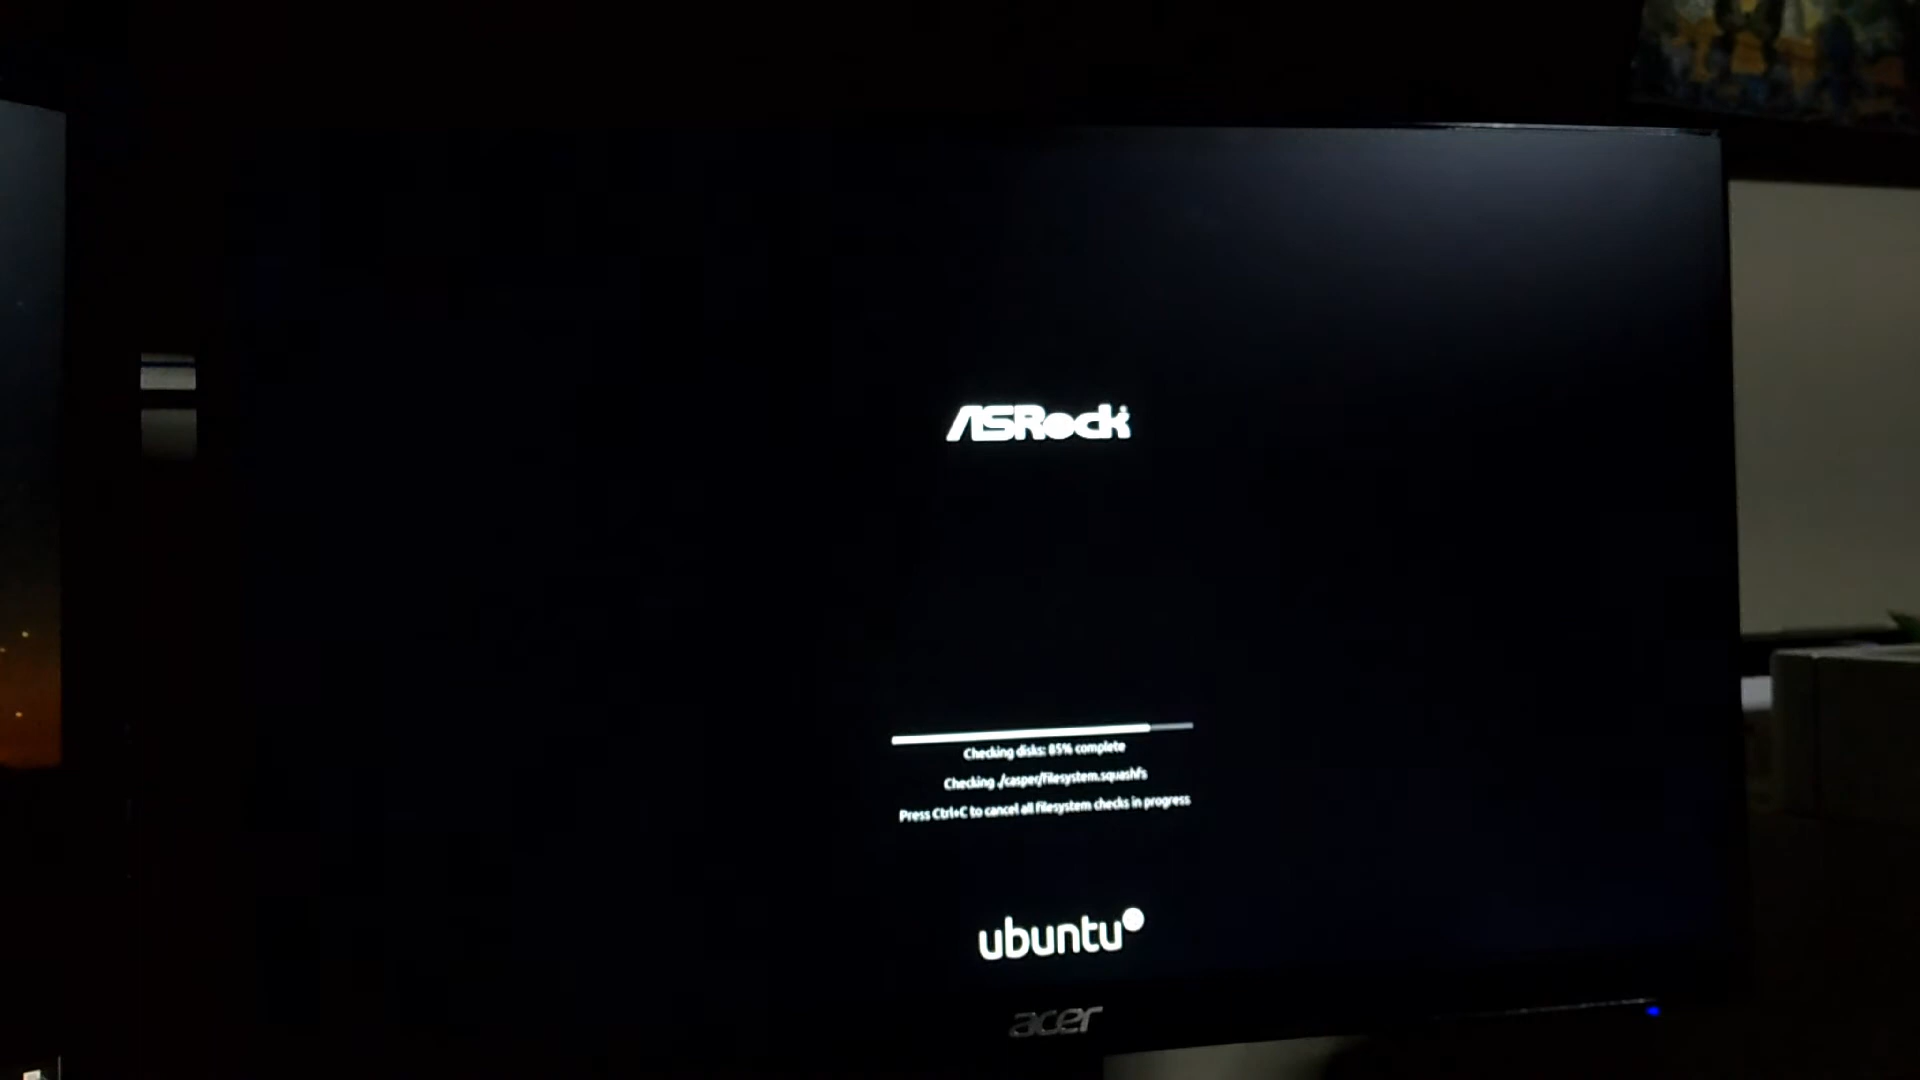 ASRock
Checking disks: 85% complete
Checking ./casper/filesystem.squashfs
Press Ctrl+C to cancel all filesystem checks in progress
ubuntu
acer